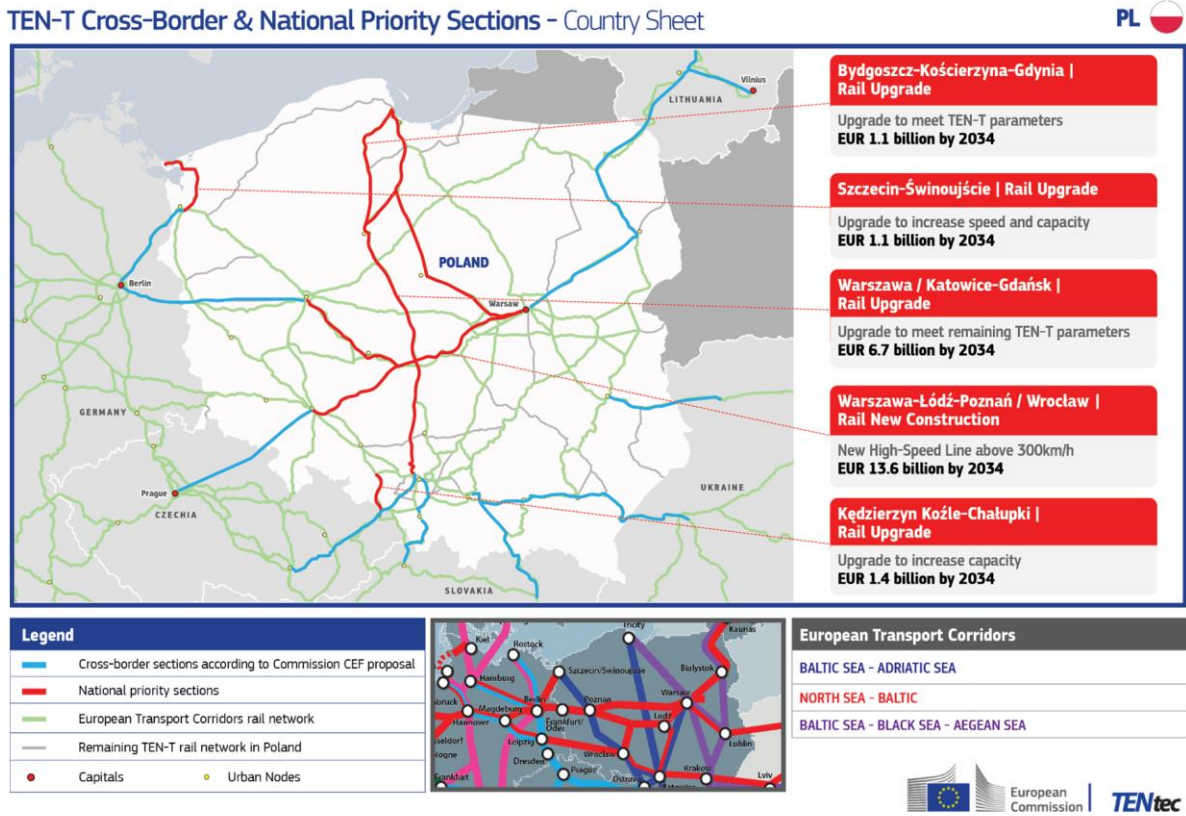 TEN-T Cross-Border & National Priority Sections - Country Sheet
PL
Vilnius
LITHUANIA
POLAND
Berlin
Warsaw
GERMANY
Prague
CZECHIA
UKRAINE
SLOVAKIA
Bydgoszcz-Kościerzyna-Gdynia |
Rail Upgrade
Upgrade to meet TEN-T parameters
EUR 1.1 billion by 2034
Szczecin-Świnoujście | Rail Upgrade
Upgrade to increase speed and capacity
EUR 1.1 billion by 2034
Warszawa / Katowice-Gdańsk |
Rail Upgrade
Upgrade to meet remaining TEN-T parameters
EUR 6.7 billion by 2034
Warszawa-Łódź-Poznań / Wrocław |
Rail New Construction
New High-Speed Line above 300km/h
EUR 13.6 billion by 2034
Kędzierzyn Koźle-Chałupki |
Rail Upgrade
Upgrade to increase capacity
EUR 1.4 billion by 2034
Legend
Cross-border sections according to Commission CEF proposal
National priority sections
European Transport Corridors rail network
Remaining TEN-T rail network in Poland
Capitals
Urban Nodes
Kiel
Rostock
Tricity
Kaunas
Hamburg
Szczecin/Swinoujscie
Bialystok
Berlin
Poznan
Warsaw
Magdeburg
Hannover
Frankfurt/
Oder
Lodz
Leipzig
Wroclaw
Lublin
Dresden
Prague
Krakow
Frankfurt
Ostrava
Lviv
European Transport Corridors
BALTIC SEA - ADRIATIC SEA
NORTH SEA - BALTIC
BALTIC SEA - BLACK SEA - AEGEAN SEA
European
Commission
TENtec